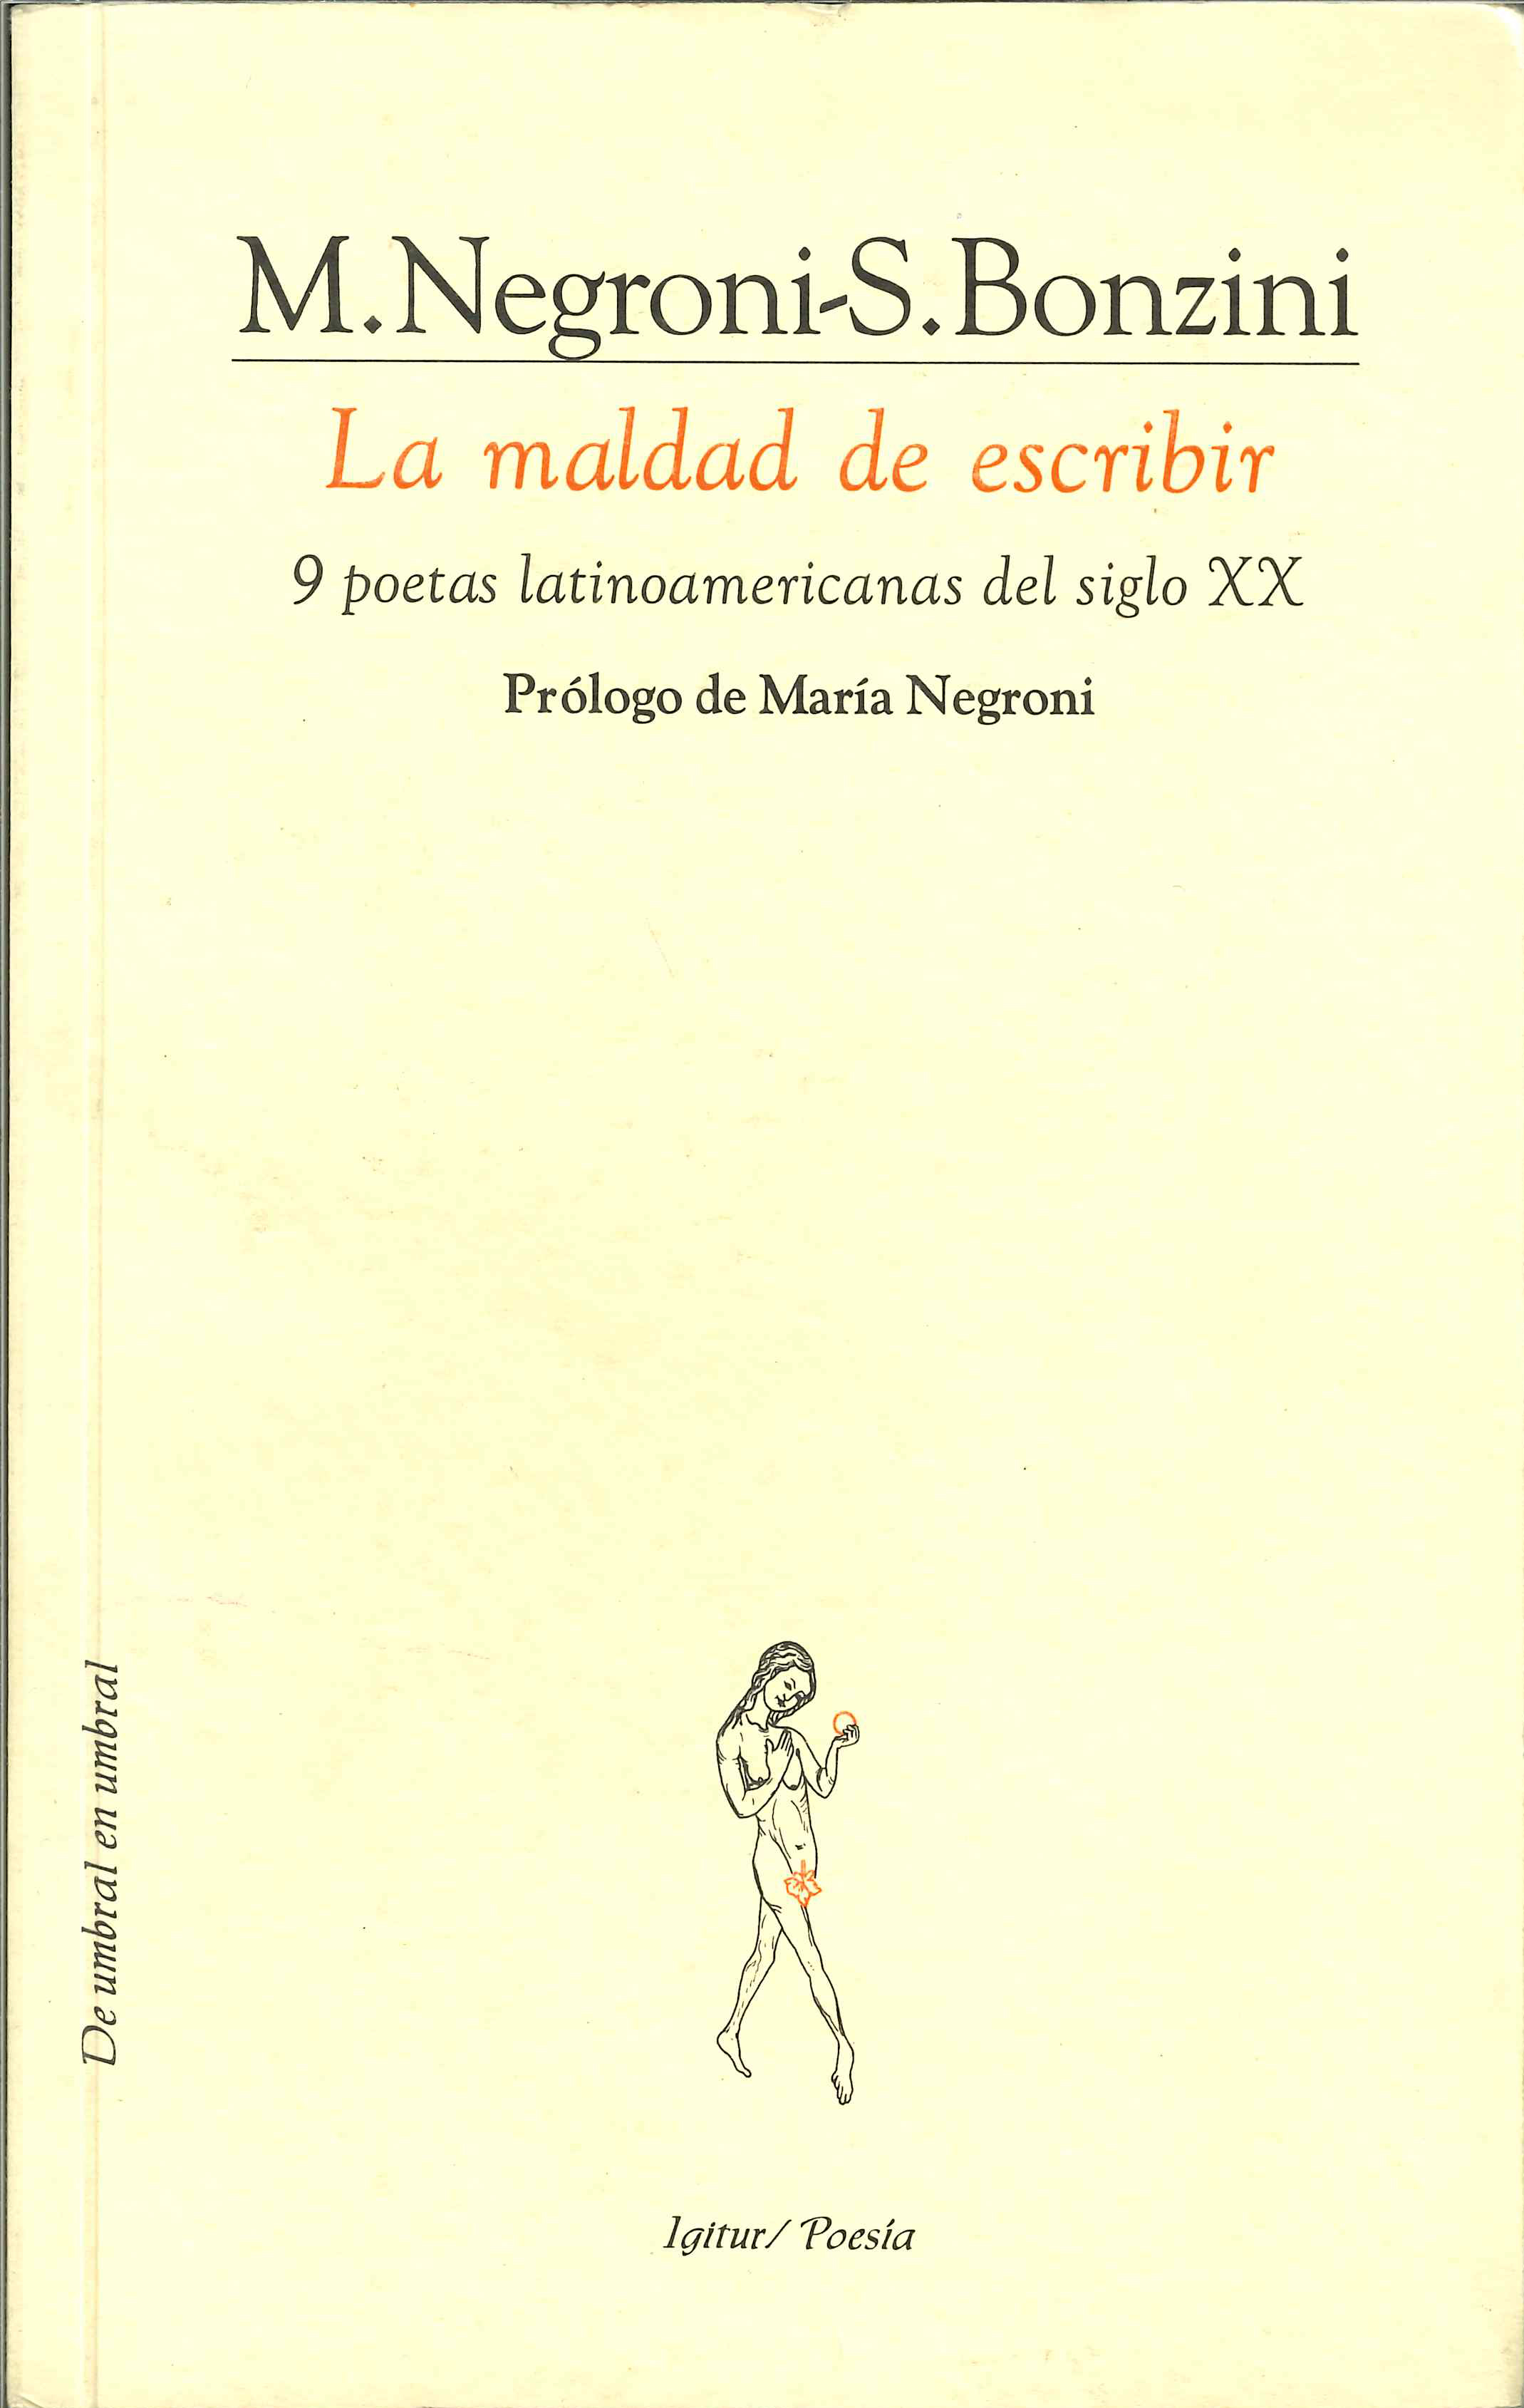 M. Negroni-S. Bonzini
La maldad de escribir
9 poetas latinoamericanas del siglo XX
Prólogo de María Negroni
De umbral en umbral
Igitur/ Poesía